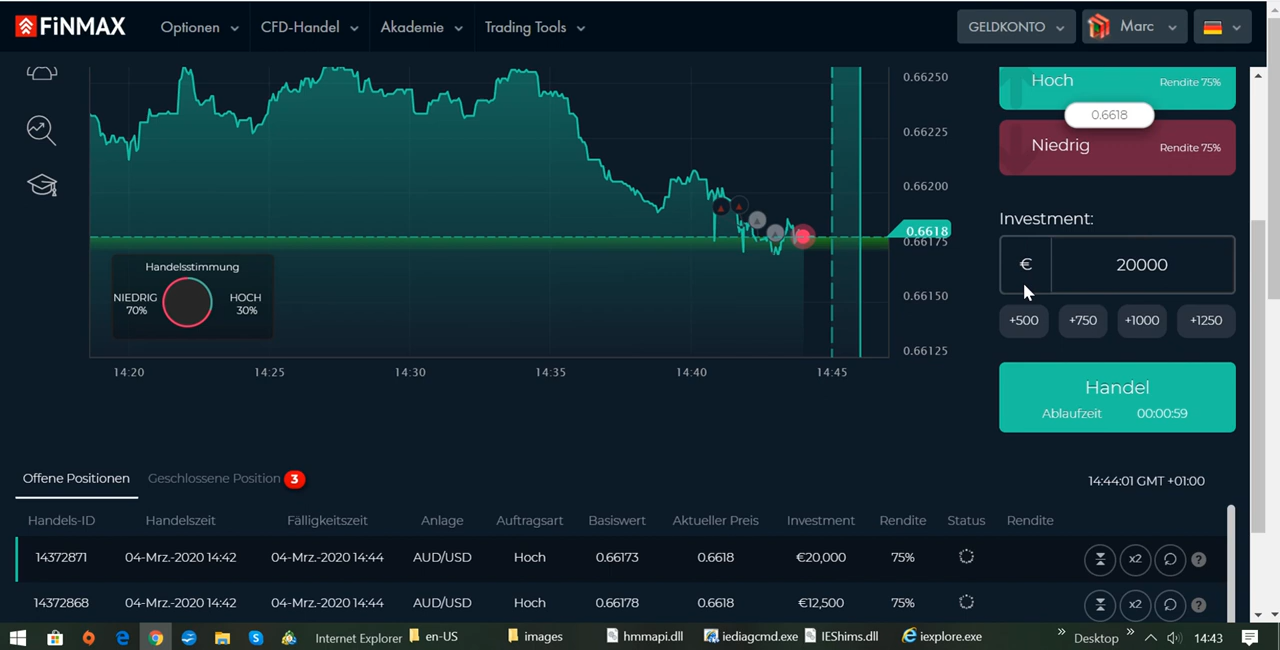 FiNMAX Optionen CFD-Handel Akademie Trading Tools GELDKONTO Marc
0.66250
0.66225
0.66200
0.6618
0.66175
0.66150
0.66125
Handelsstimmung
NIEDRIG HOCH
70% 30%
14:20 14:25 14:30 14:35 14:40 14:45
Hoch Rendite 75%
0.6618
Niedrig Rendite 75%
Investment:
€ 20000
+500 +750 +1000 +1250
Handel
Ablaufzeit 00:00:59
Offene Positionen Geschlossene Position 3 14:44:01 GMT +01:00
Handels-ID Handelszeit Fälligkeitszeit Anlage Auftragsart Basiswert Aktueller Preis Investment Rendite Status Rendite
14372871 04-Mrz.-2020 14:42 04-Mrz.-2020 14:44 AUD/USD Hoch 0.66173 0.6618 €20,000 75% x2 ?
14372868 04-Mrz.-2020 14:42 04-Mrz.-2020 14:44 AUD/USD Hoch 0.66178 0.6618 €12,500 75% x2 ?
Internet Explorer en-US images hmmapi.dll iediagcmd.exe IEShims.dll iexplore.exe » Desktop » 14:43